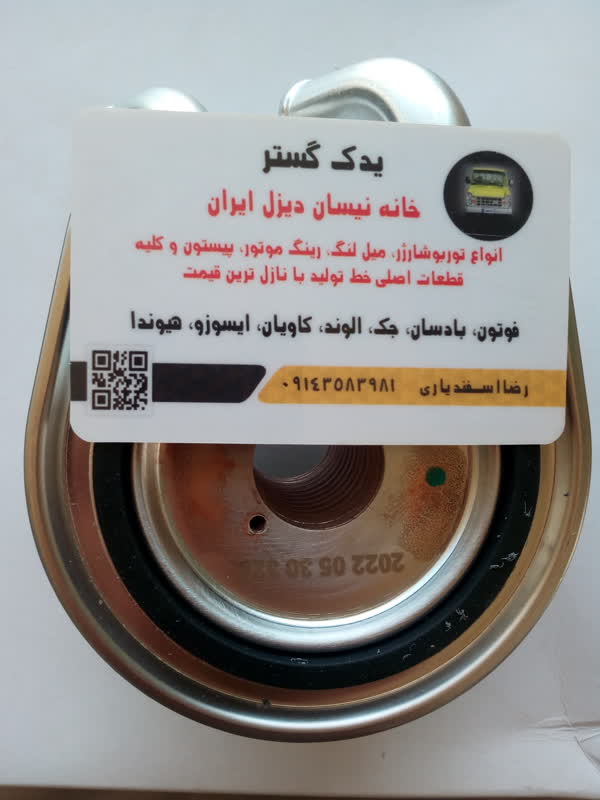 یدک گستر
خانه نیسان دیزل ایران
انواع توربوشارژر، میل لنگ، رینگ موتور، پیستون و کلیه
قطعات اصلی خط تولید با نازل ترین قیمت
فوتون، بادسان، جک، الوند، کاویان، ایسوزو، هیوندا
رضا اسفندیاری ۰۹۱۴۳۵۸۳۹۸۱
2022 05 30